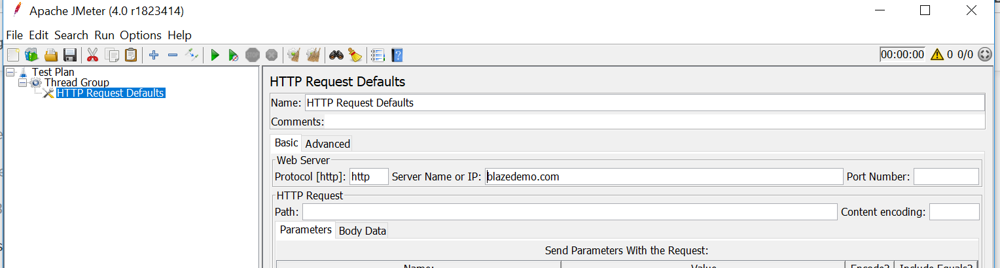 Apache JMeter (4.0 r1823414)
File Edit Search Run Options Help
STOP 00:00:00 0 0/0
Test Plan
Thread Group
HTTP Request Defaults
HTTP Request Defaults
Name: HTTP Request Defaults
Comments:
Basic Advanced
Web Server
Protocol [http]: http Server Name or IP: blazedemo.com Port Number:
HTTP Request
Path: Content encoding:
Parameters Body Data
Send Parameters With the Request:
Name: Value Encode? Include Equals?